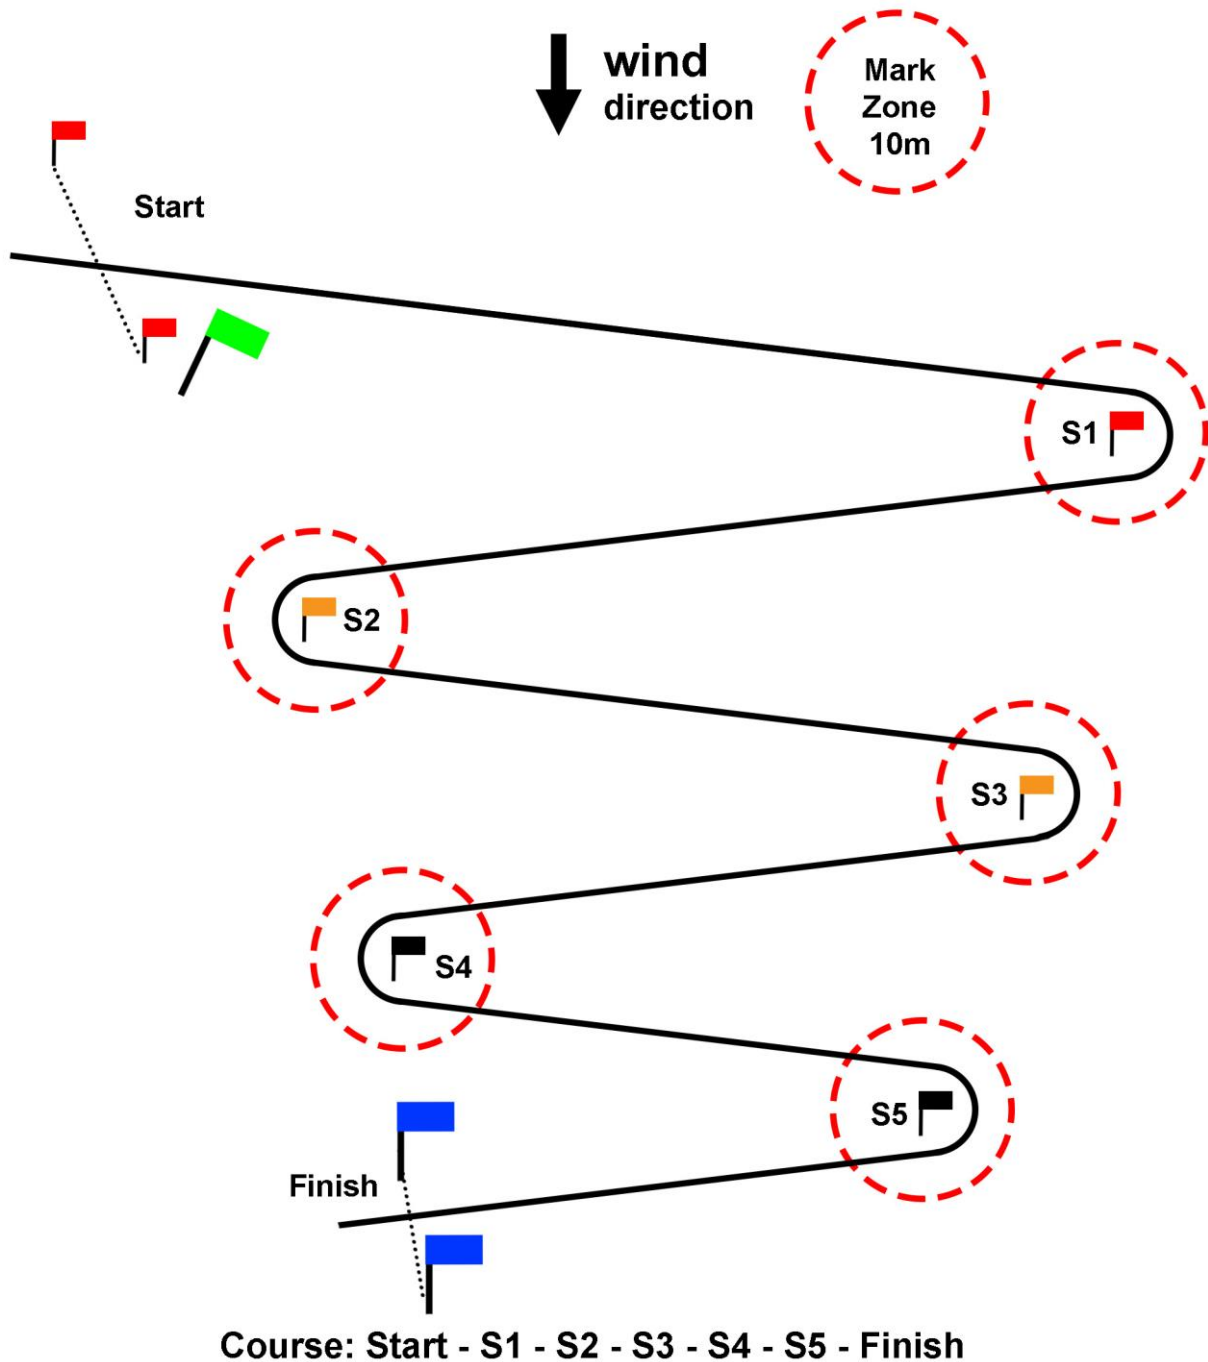 wind
direction
Mark
Zone
10m
Start
S1
S2
S3
S4
S5
Finish
Course: Start - S1 - S2 - S3 - S4 - S5 - Finish